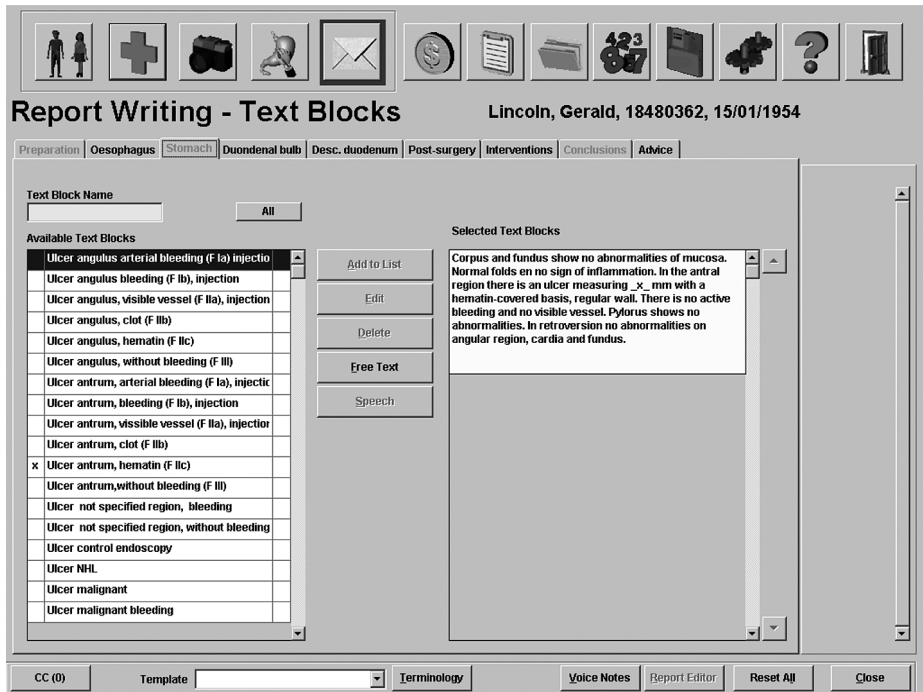 Report Writing - Text Blocks
Lincoln, Gerald, 18480362, 15/01/1954
Preparation
Oesophagus
Stomach
Duondenal bulb
Desc. duodenum
Post-surgery
Interventions
Conclusions
Advice
Text Block Name
All
Available Text Blocks
Ulcer angulus arterial bleeding (F Ia) injectio
Ulcer angulus bleeding (F Ib), injection
Ulcer angulus, visible vessel (F IIa), injection
Ulcer angulus, clot (F IIb)
Ulcer angulus, hematin (F IIc)
Ulcer angulus, without bleeding (F III)
Ulcer antrum, arterial bleeding (F Ia), injectic
Ulcer antrum, bleeding (F Ib), injection
Ulcer antrum, vissible vessel (F IIa), injection
Ulcer antrum, clot (F IIb)
x Ulcer antrum, hematin (F IIc)
Ulcer antrum,without bleeding (F III)
Ulcer not specified region, bleeding
Ulcer not specified region, without bleeding
Ulcer control endoscopy
Ulcer NHL
Ulcer malignant
Ulcer malignant bleeding
Add to List
Edit
Delete
Free Text
Speech
Selected Text Blocks
Corpus and fundus show no abnormalities of mucosa.
Normal folds en no sign of inflammation. In the antral
region there is an ulcer measuring _x_ mm with a
hematin-covered basis, regular wall. There is no active
bleeding and no visible vessel. Pylorus shows no
abnormalities. In retroversion no abnormalities on
angular region, cardia and fundus.
CC (0)
Template
Terminology
Voice Notes
Report Editor
Reset All
Close